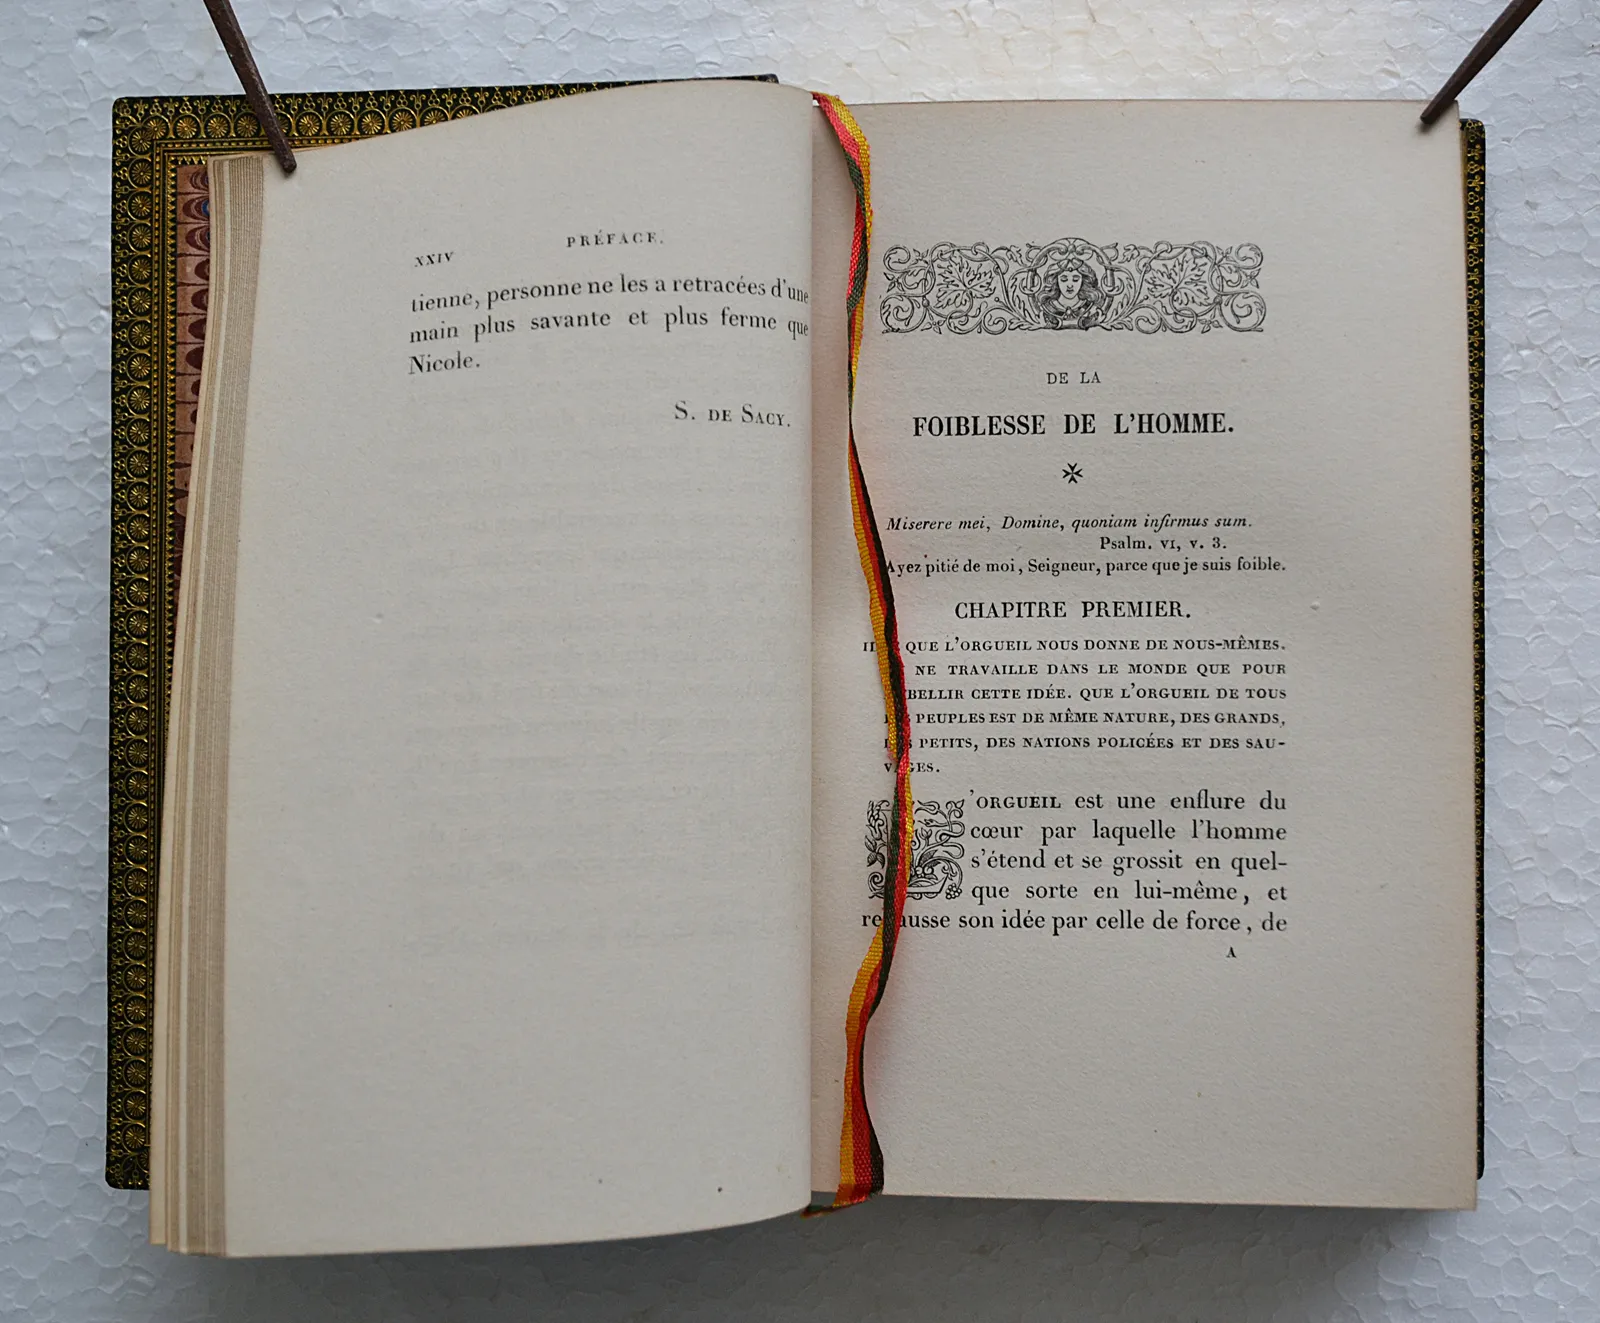 XXIV
PRÉFACE.
tienne, personne ne les a retracées d'une
main plus savante et plus ferme que
Nicole.
S. DE SACY.
DE LA
FOIBLESSE DE L'HOMME.
Miserere mei, Domine, quoniam infirmus sum.
Psalm. VI, v. 3.
Ayez pitié de moi, Seigneur, parce que je suis foible.
CHAPITRE PREMIER.
QUE L'ORGUEIL NOUS DONNE DE NOUS-MÊMES.
NE TRAVAILLE DANS LE MONDE QUE POUR
BELLIR CETTE IDÉE. QUE L'ORGUEIL DE TOUS
PEUPLES EST DE MÊME NATURE, DES GRANDS,
PETITS, DES NATIONS POLICÉES ET DES SAU-
VAGES.
L'ORGUEIL est une enflure du
cœur par laquelle l'homme
s'étend et se grossit en quel-
que sorte en lui-même, et
rehausse son idée par celle de force, de
A